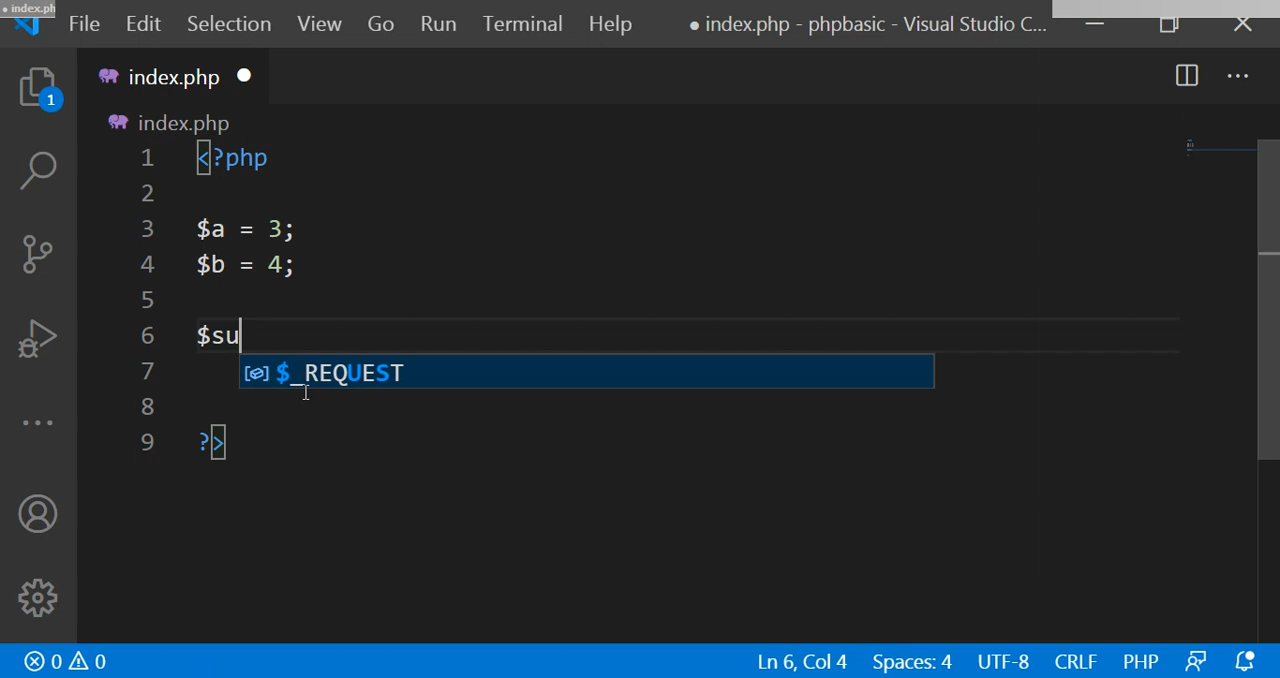 ● index.ph
File Edit Selection View Go Run Terminal Help ● index.php - phpbasic - Visual Studio C...
1
index.php ●
index.php
1 <?php
2
3 $a = 3;
4 $b = 4;
5
6 $su
7 $_REQUEST
8
9 ?>
0 0 Ln 6, Col 4 Spaces: 4 UTF-8 CRLF PHP